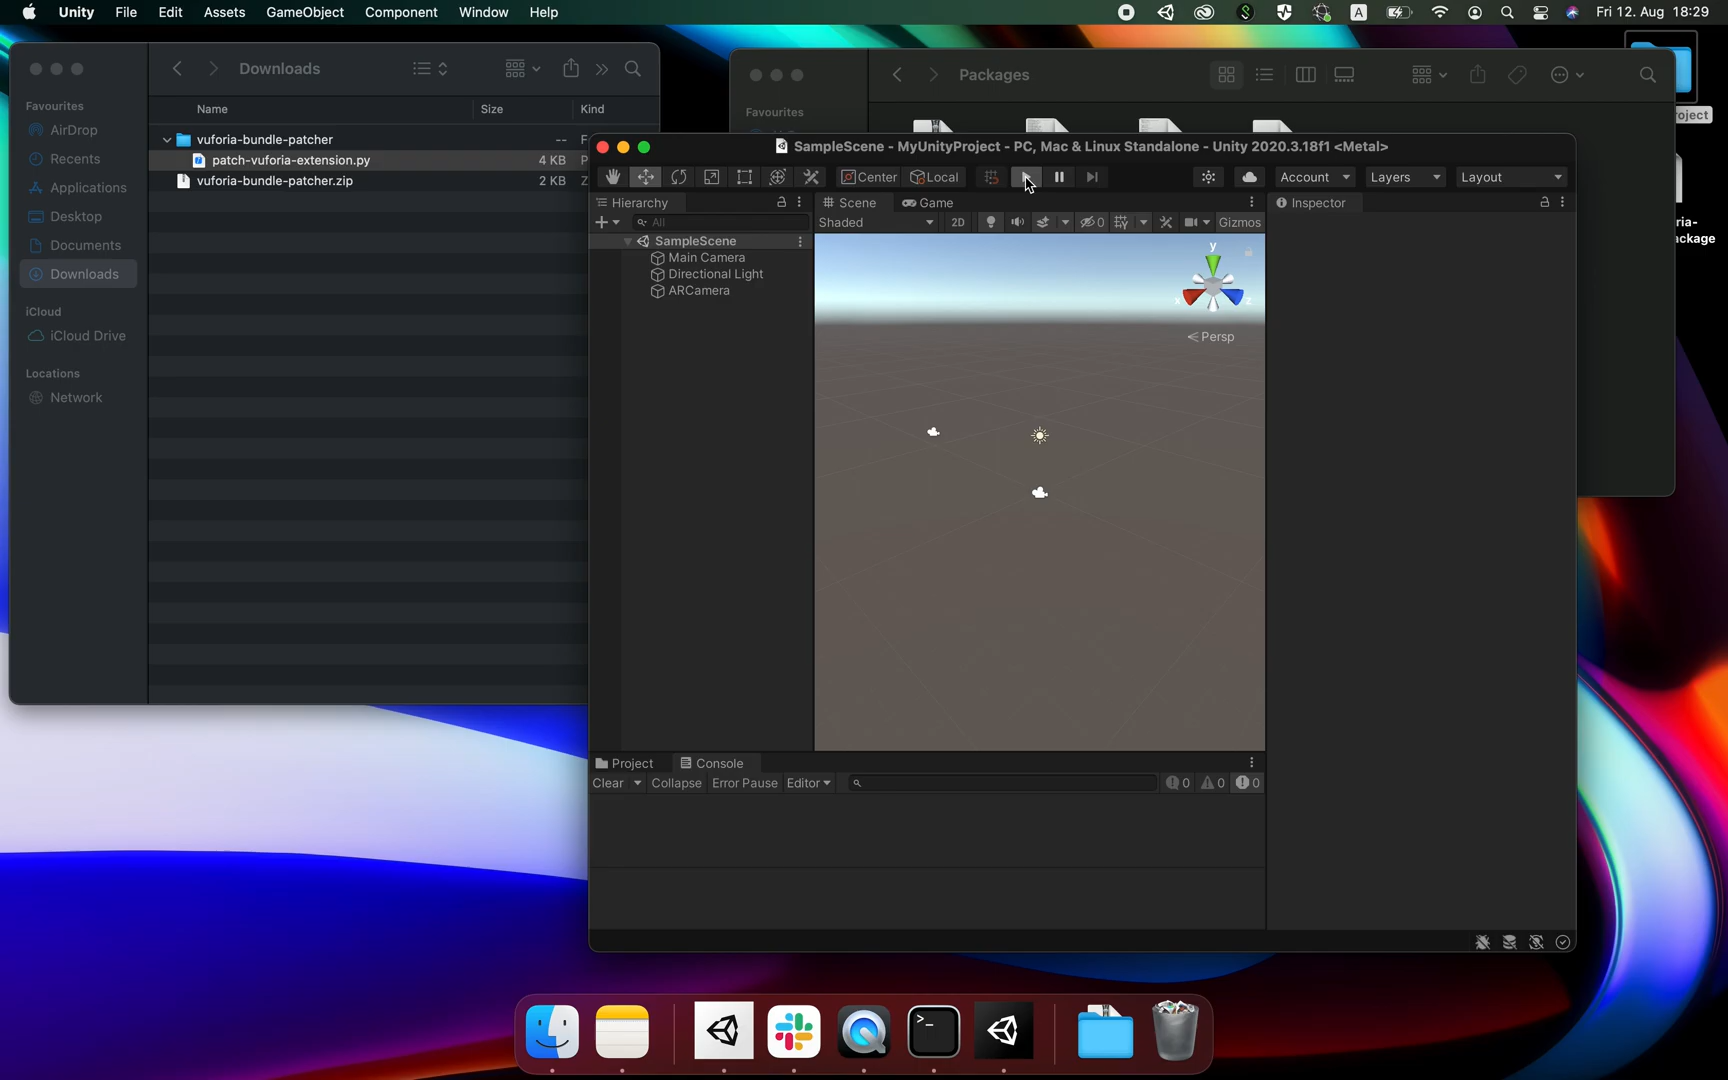 Unity File Edit Assets GameObject Component Window Help
A Fri 12. Aug 18:29
Downloads
Favourites
AirDrop
Recents
Applications
Desktop
Documents
Downloads
iCloud
iCloud Drive
Locations
Network
Name Size Kind
vuforia-bundle-patcher --
patch-vuforia-extension.py 4 KB
vuforia-bundle-patcher.zip 2 KB
Packages
Favourites
oject
ria-
ackage
SampleScene - MyUnityProject - PC, Mac & Linux Standalone - Unity 2020.3.18f1 <Metal>
Center Local Account Layers Layout
Hierarchy
All
SampleScene
Main Camera
Directional Light
ARCamera
Scene Game
Shaded 2D 0 Gizmos
y
x z
Persp
Inspector
Project Console
Clear Collapse Error Pause Editor 0 0 0